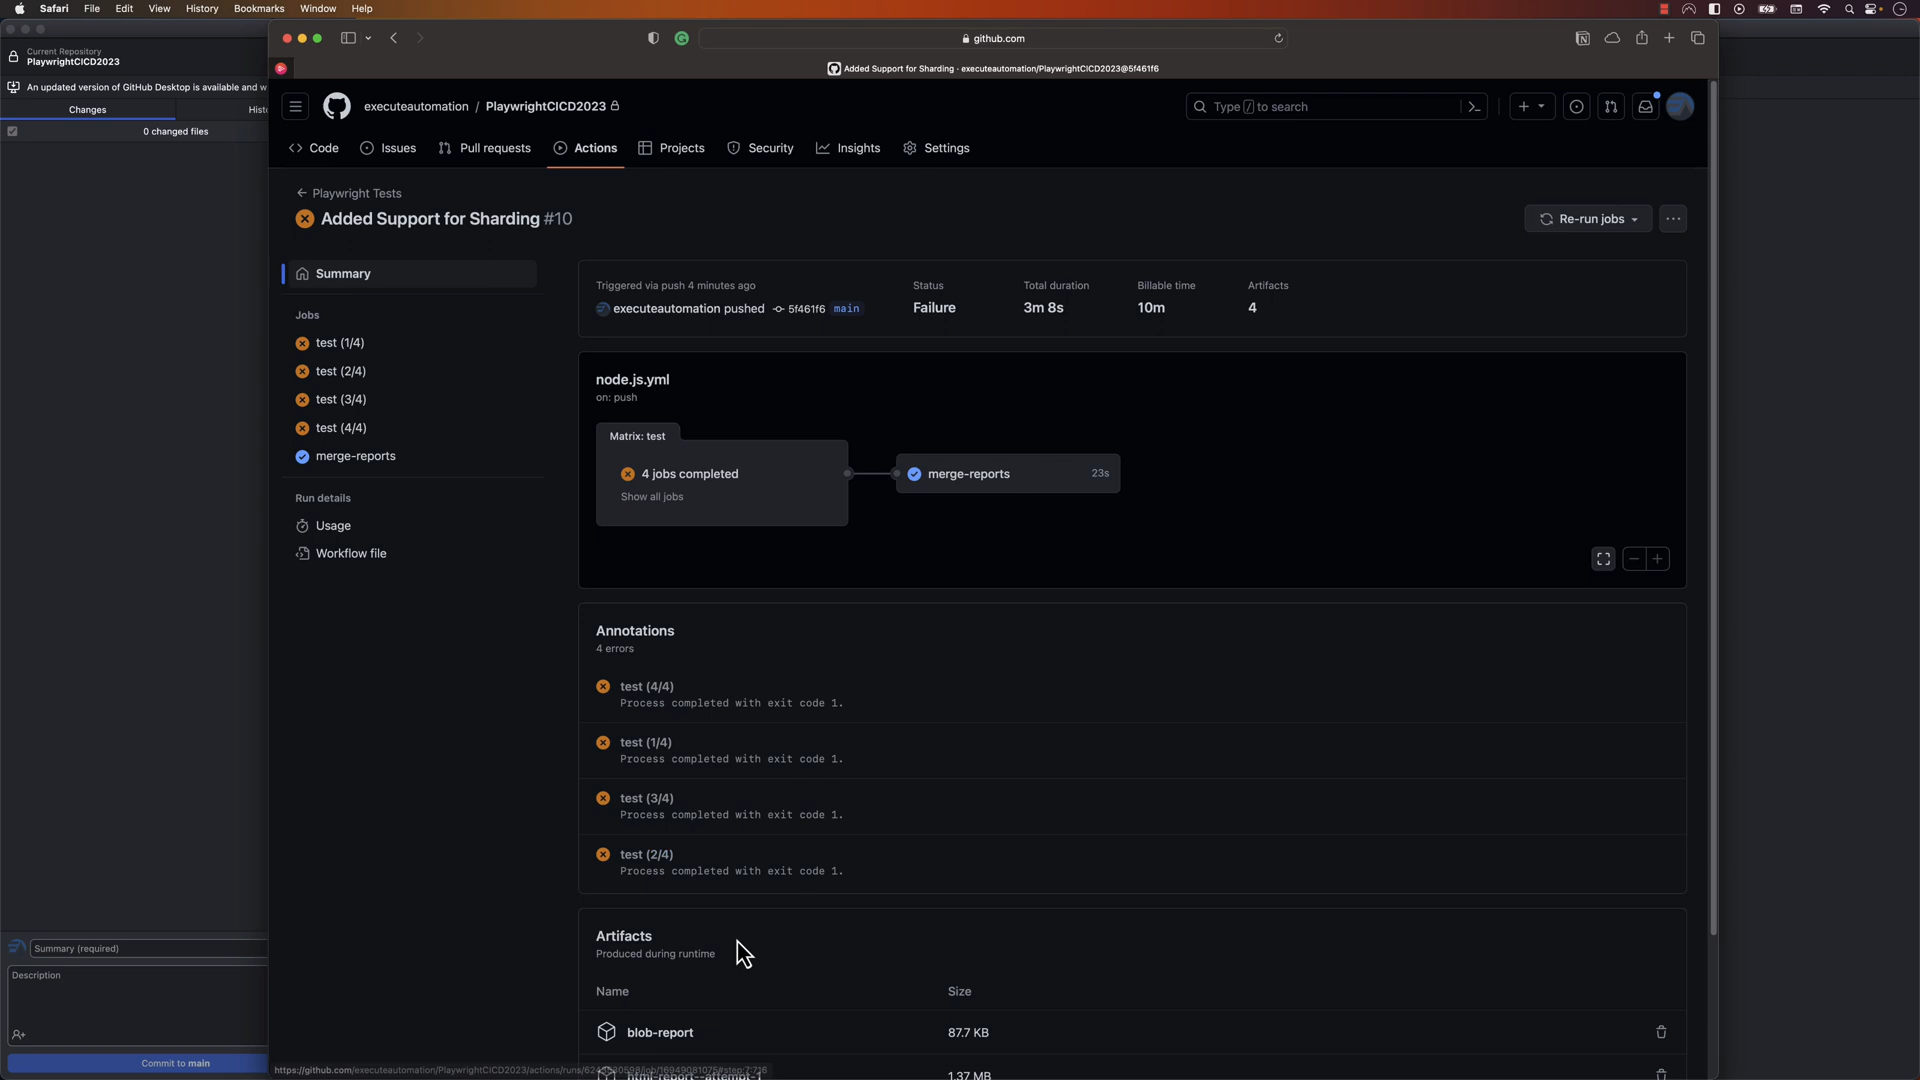 Safari File Edit View History Bookmarks Window Help
Current Repository
PlaywrightCICD2023
An updated version of GitHub Desktop is available and w
Changes
Histo
0 changed files
Summary (required)
Description
Commit to main
github.com
Added Support for Sharding · executeautomation/PlaywrightCICD2023@5f461f6
executeautomation / PlaywrightCICD2023
Type / to search
Code Issues Pull requests Actions Projects Security Insights Settings
Playwright Tests
Added Support for Sharding #10
Re-run jobs
Summary
Jobs
test (1/4)
test (2/4)
test (3/4)
test (4/4)
merge-reports
Run details
Usage
Workflow file
Triggered via push 4 minutes ago
executeautomation pushed 5f461f6 main
Status
Failure
Total duration
3m 8s
Billable time
10m
Artifacts
4
node.js.yml
on: push
Matrix: test
4 jobs completed
Show all jobs
merge-reports 23s
Annotations
4 errors
test (4/4)
Process completed with exit code 1.
test (1/4)
Process completed with exit code 1.
test (3/4)
Process completed with exit code 1.
test (2/4)
Process completed with exit code 1.
Artifacts
Produced during runtime
Name Size
blob-report 87.7 KB
html-report--attempt-1 1.37 MB